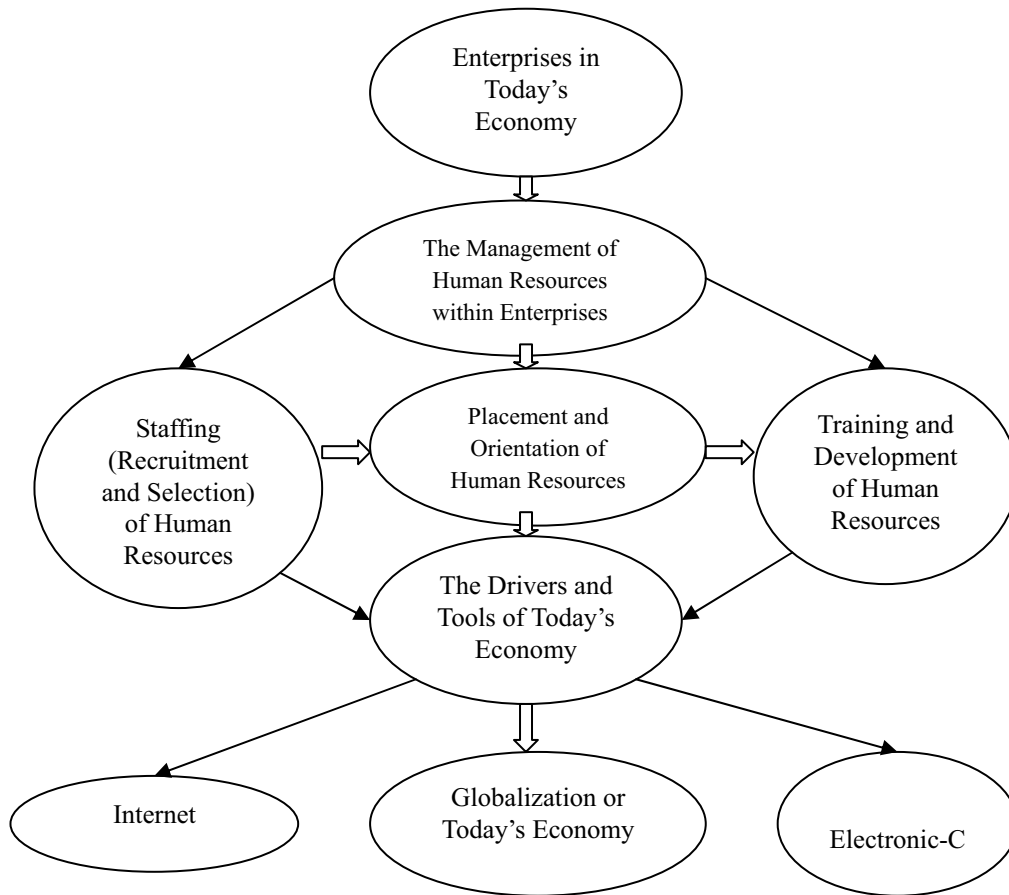 Enterprises in
Today’s
Economy
The Management of
Human Resources
within Enterprises
Staffing
(Recruitment
and Selection)
of Human
Resources
Placement and
Orientation of
Human Resources
Training and
Development
of Human
Resources
The Drivers and
Tools of Today’s
Economy
Internet
Globalization or
Today’s Economy
Electronic-C